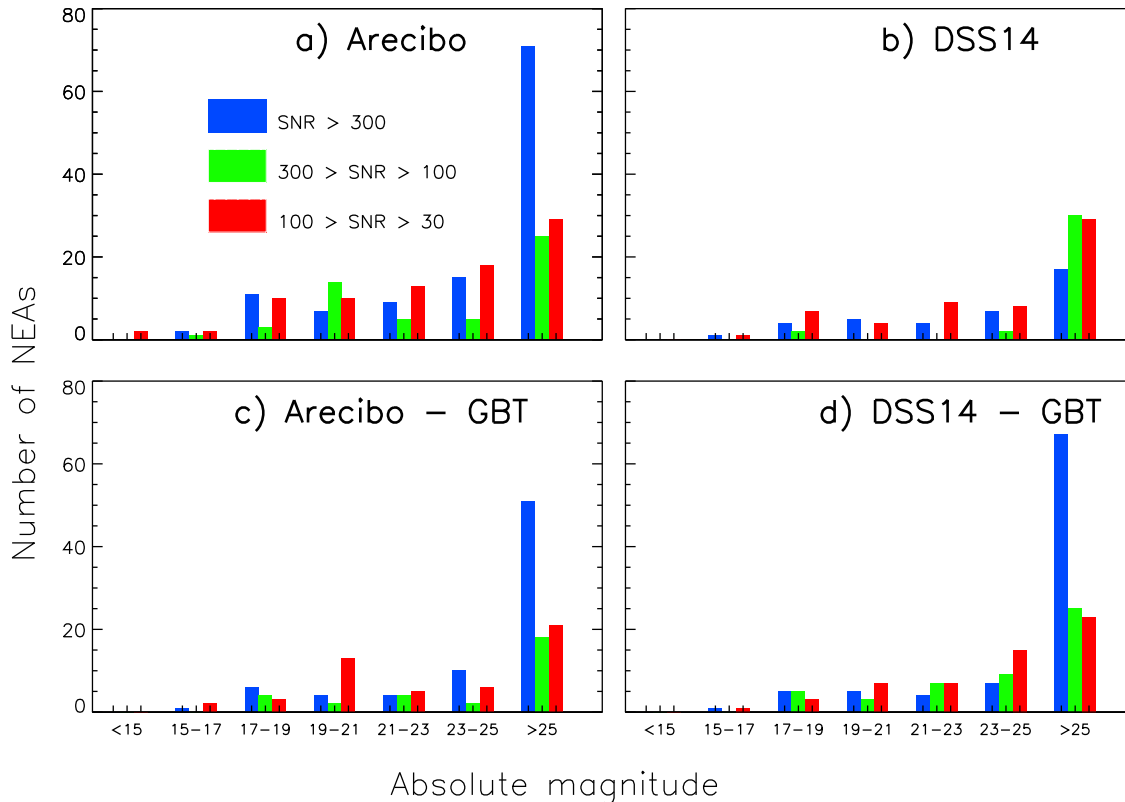 a) Arecibo
b) DSS14
80
60
40
20
0
SNR > 300
300 > SNR > 100
100 > SNR > 30
c) Arecibo – GBT
d) DSS14 – GBT
80
60
40
20
0
<15 15–17 17–19 19–21 21–23 23–25 >25
<15 15–17 17–19 19–21 21–23 23–25 >25
Number of NEAs
Absolute magnitude